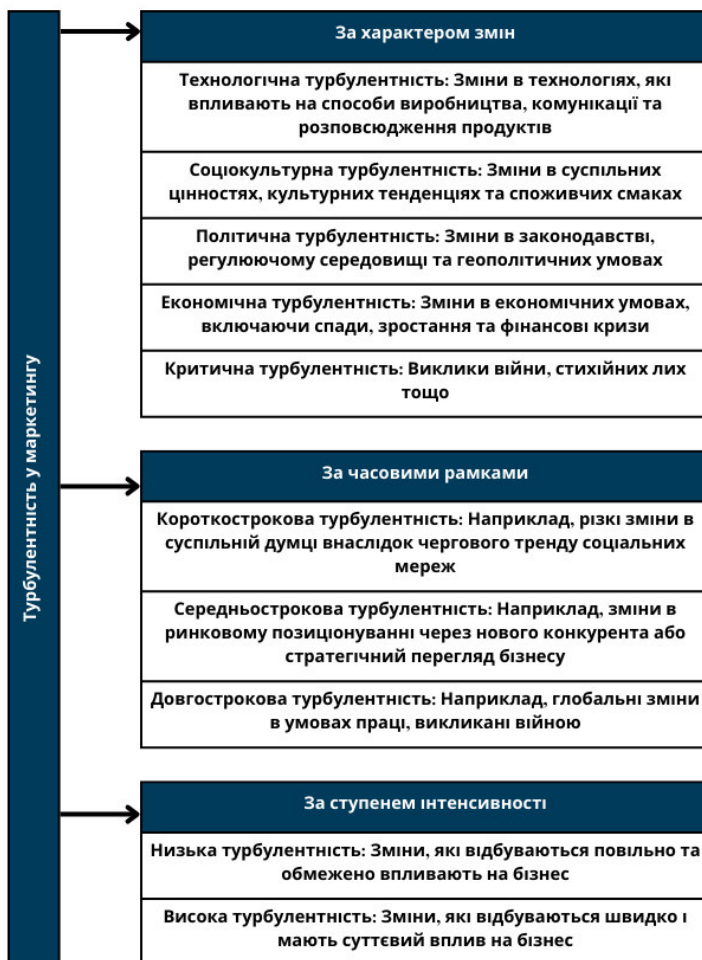 Турбулентність у маркетингу
За характером змін
Технологічна турбулентність: Зміни в технологіях, які
впливають на способи виробництва, комунікації та
розповсюдження продуктів
Соціокультурна турбулентність: Зміни в суспільних
цінностях, культурних тенденціях та споживчих смаках
Політична турбулентність: Зміни в законодавстві,
регулюючому середовищі та геополітичних умовах
Економічна турбулентність: Зміни в економічних умовах,
включаючи спади, зростання та фінансові кризи
Критична турбулентність: Виклики війни, стихійних лих
тощо
За часовими рамками
Короткострокова турбулентність: Наприклад, різкі зміни в
суспільній думці внаслідок чергового тренду соціальних
мереж
Середньострокова турбулентність: Наприклад, зміни в
ринковому позиціонуванні через нового конкурента або
стратегічний перегляд бізнесу
Довгострокова турбулентність: Наприклад, глобальні зміни
в умовах праці, викликані війною
За ступенем інтенсивності
Низька турбулентність: Зміни, які відбуваються повільно та
обмежено впливають на бізнес
Висока турбулентність: Зміни, які відбуваються швидко і
мають суттєвий вплив на бізнес